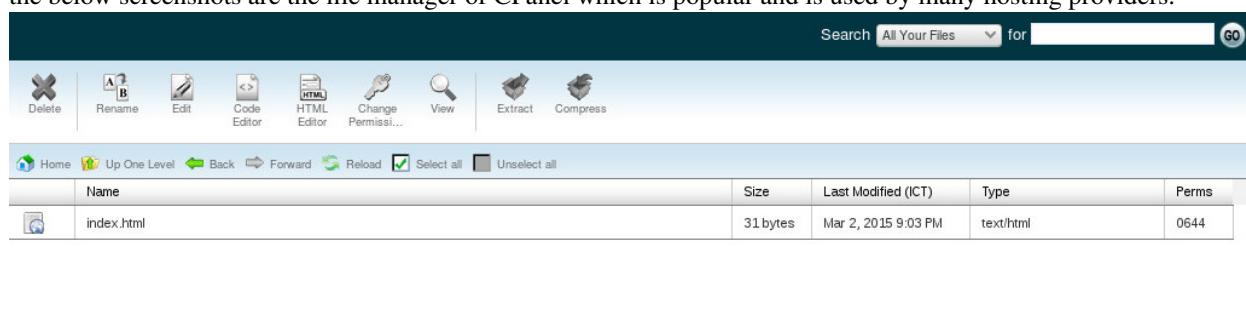 the below screenshots are the file manager of CPanel which is popular and is used by many hosting providers.
Search All Your Files for GO
Delete Rename Edit Code Editor HTML Editor Change Permissi... View Extract Compress
Home Up One Level Back Forward Reload Select all Unselect all
Name Size Last Modified (ICT) Type Perms
index.html 31 bytes Mar 2, 2015 9:03 PM text/html 0644